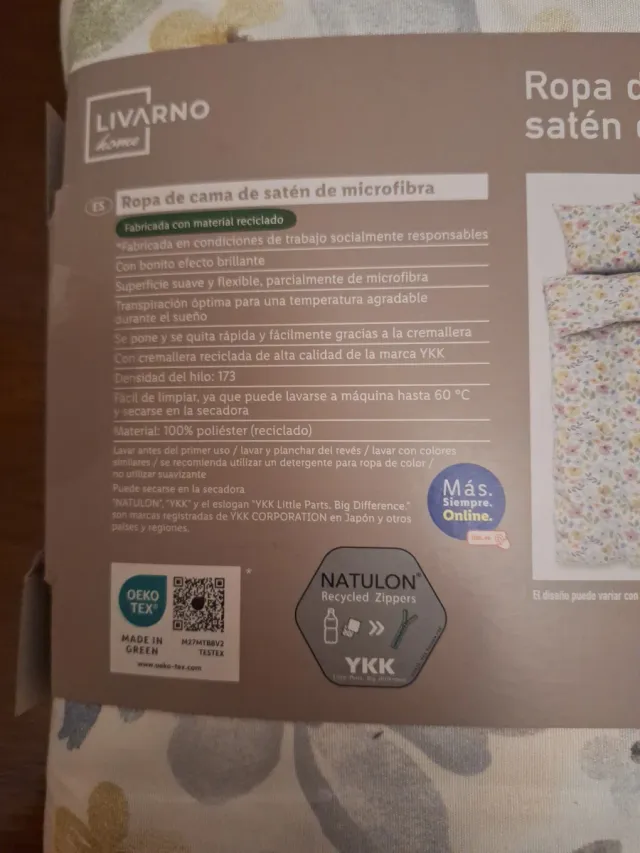 LIVARNO
home
Ropa d
satén
ES
Ropa de cama de satén de microfibra
Fabricada con material reciclado
*Fabricada en condiciones de trabajo socialmente responsables
Con bonito efecto brillante
Superficie suave y flexible, parcialmente de microfibra
Transpiración óptima para una temperatura agradable
durante el sueño
Se pone y se quita rápida y fácilmente gracias a la cremallera
Con cremallera reciclada de alta calidad de la marca YKK
Densidad del hilo: 173
Fácil de limpiar, ya que puede lavarse a máquina hasta 60 °C
y secarse en la secadora
Material: 100% poliéster (reciclado)
Lavar antes del primer uso / lavar y planchar del revés / lavar con colores
similares / se recomienda utilizar un detergente para ropa de color /
no utilizar suavizante
Puede secarse en la secadora
"NATULON", "YKK" y el eslogan "YKK Little Parts. Big Difference."
son marcas registradas de YKK CORPORATION en Japón y otros
países y regiones.
Más.
Siempre.
Online.
El diseño puede variar con
OEKO
TEX®
MADE IN
GREEN
M27MYBBV2
TESTEX
www.oeko-tex.com
*
NATULON®
Recycled Zippers
YKK
Little Parts. Big Difference.